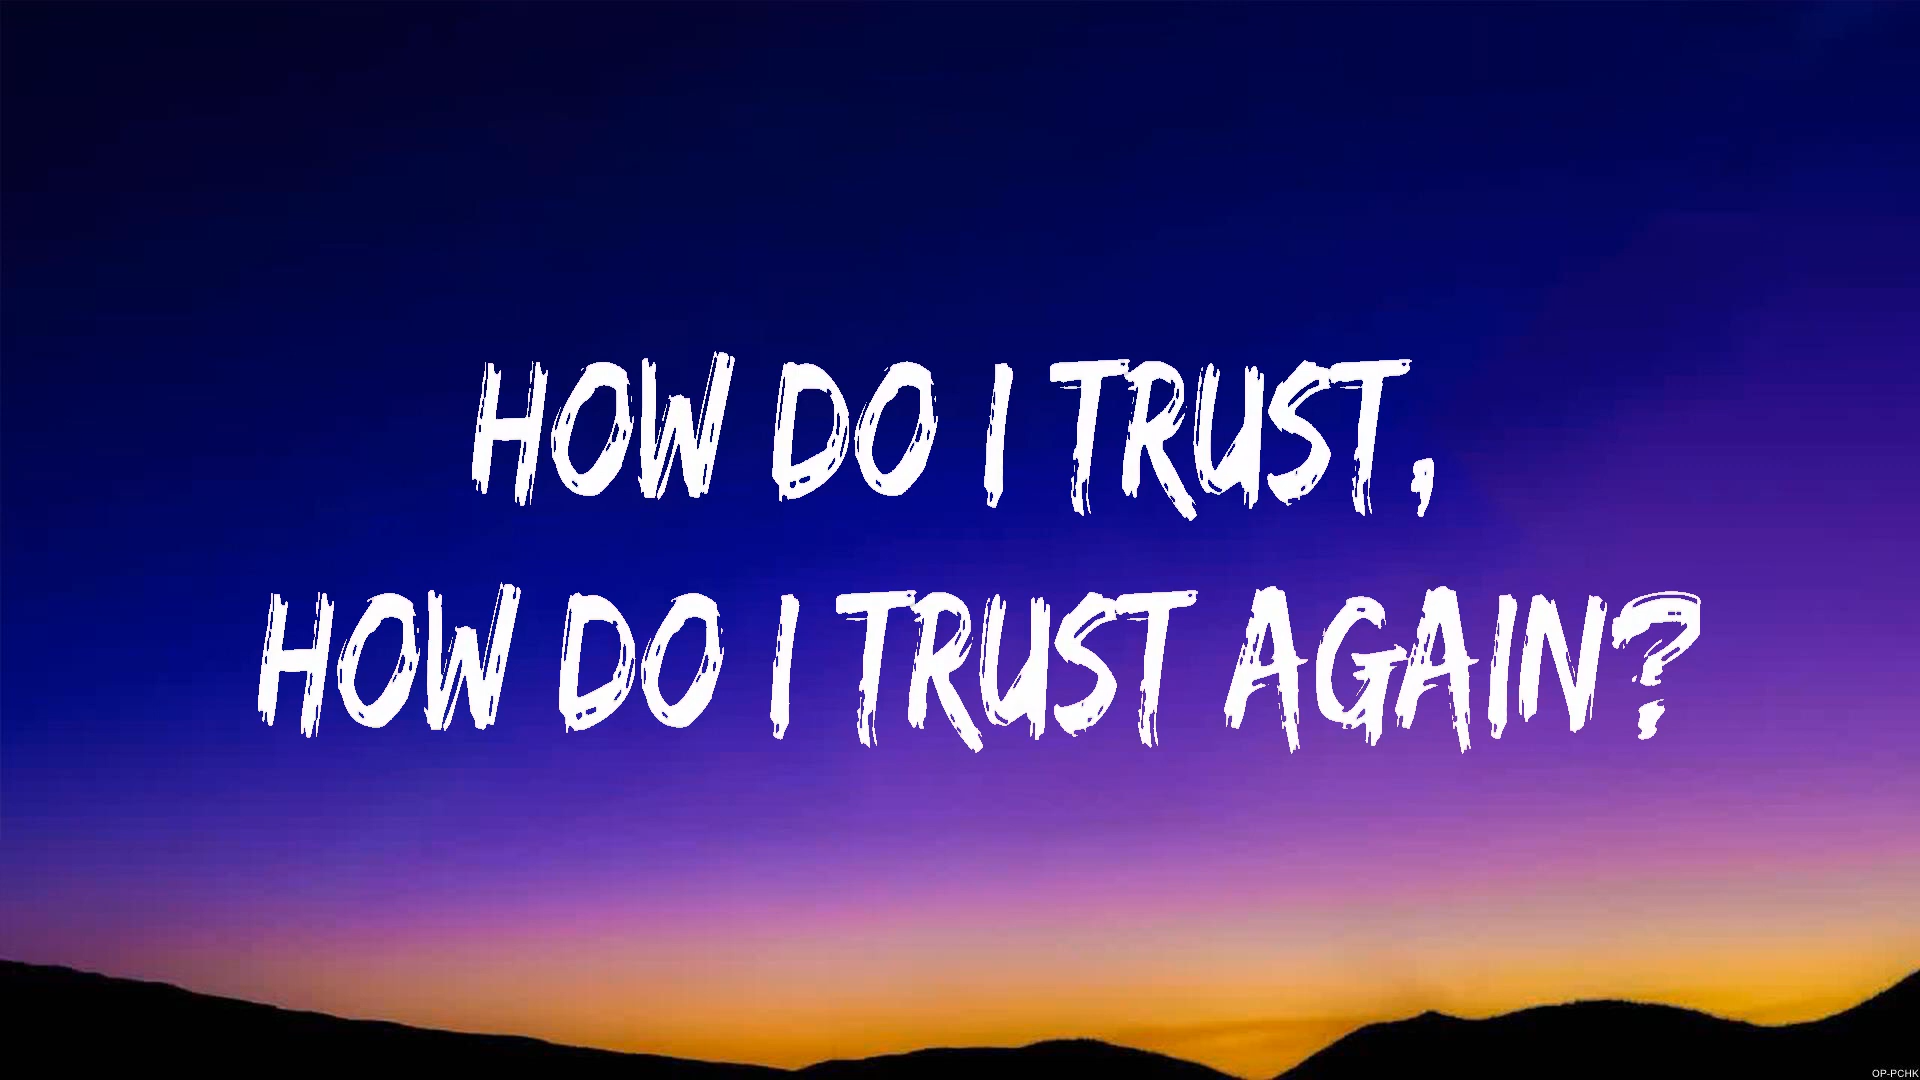 HOW DO I TRUST,
HOW DO I TRUST AGAIN?
OP-PCHK